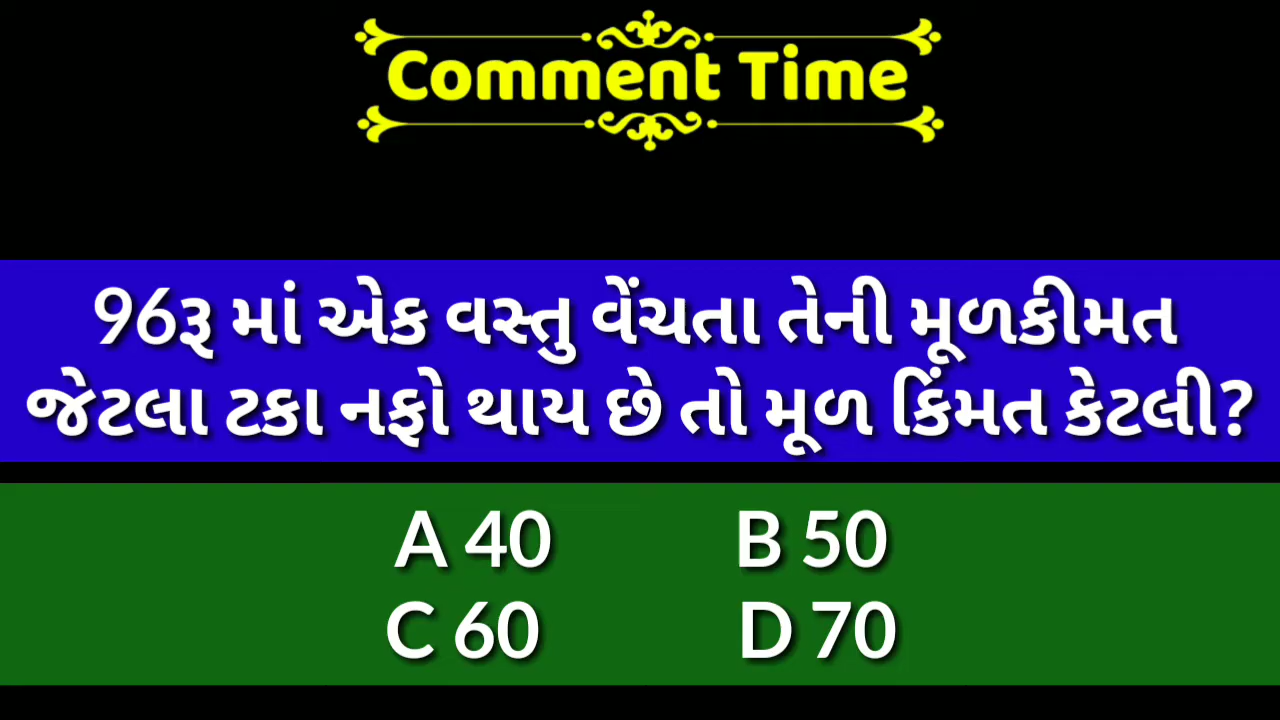 Comment Time
96રૂ માં એક વસ્તુ વેંચતા તેની મૂળકીમત
જેટલા ટકા નફો થાય છે તો મૂળ કિંમત કેટલી?
A 40 B 50
C 60 D 70